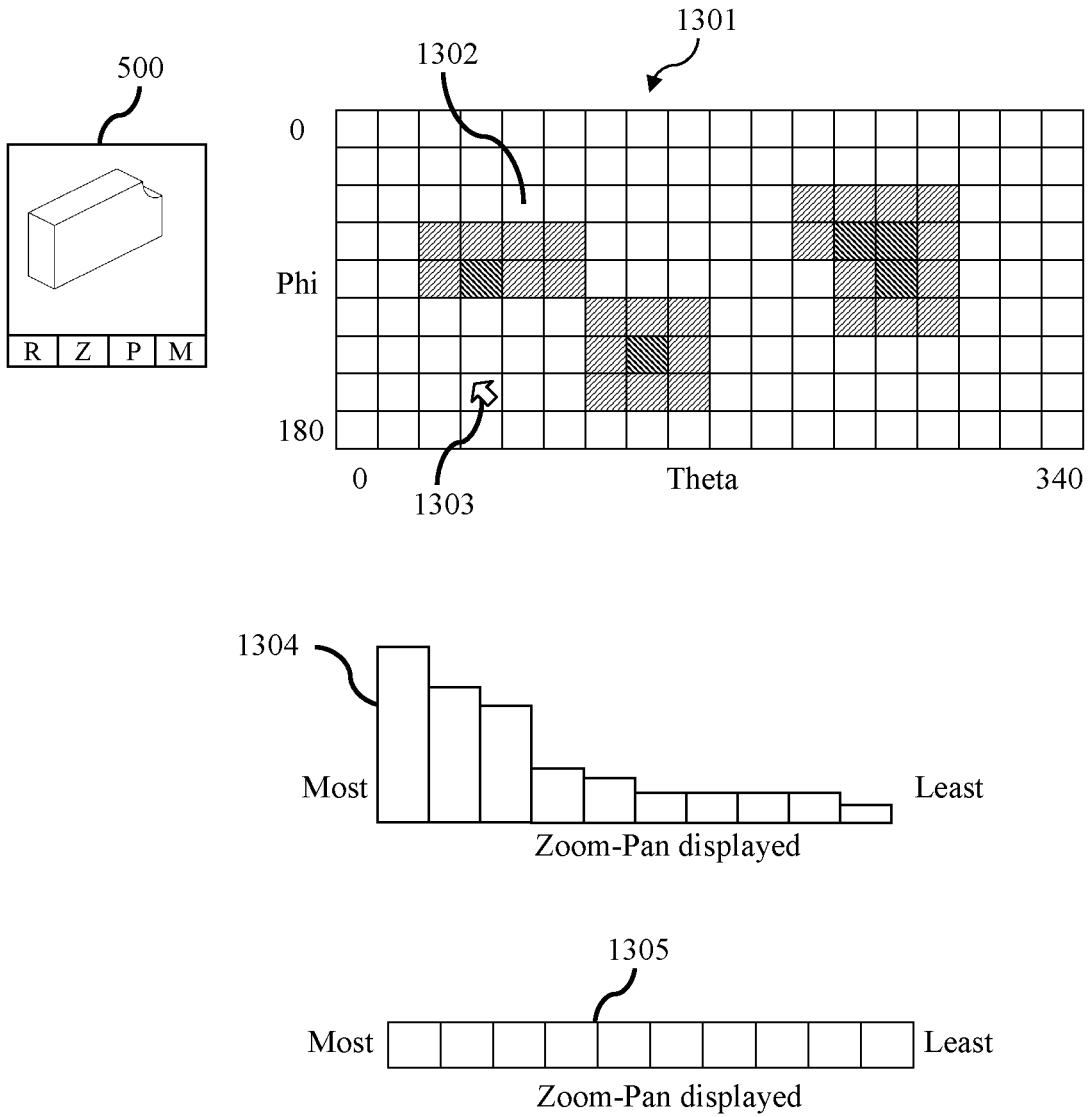 1301
1302
500
0
Phi
R Z P M
180
0 Theta 340
1303
1304
Most Least
Zoom-Pan displayed
1305
Most Least
Zoom-Pan displayed